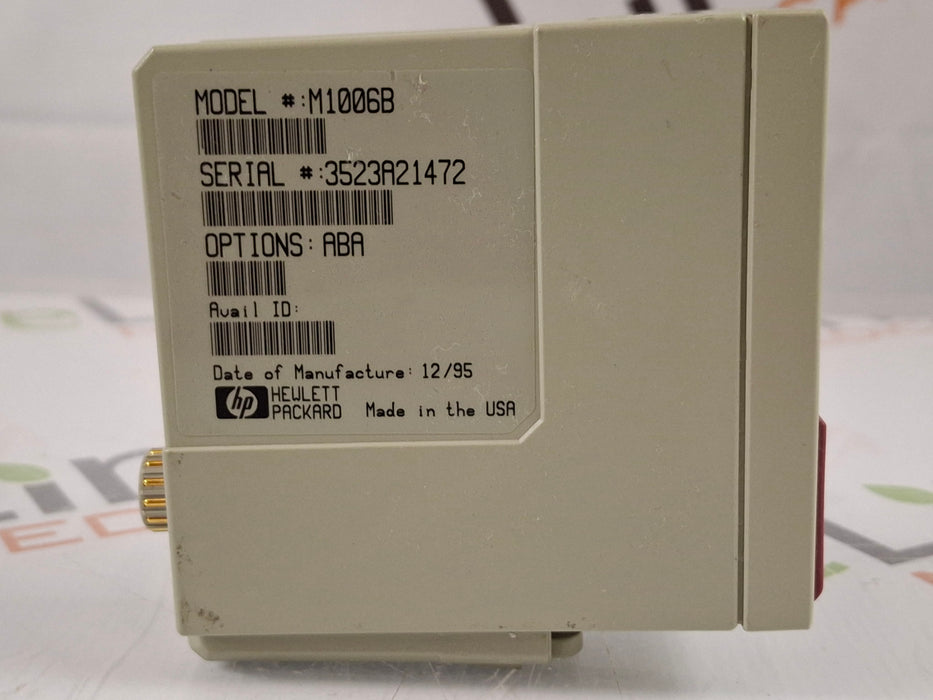 MODEL #:M1006B
SERIAL #:3523A21472
OPTIONS: ABA
Avail ID:
Date of Manufacture: 12/95
hp HEWLETT
PACKARD Made in the USA